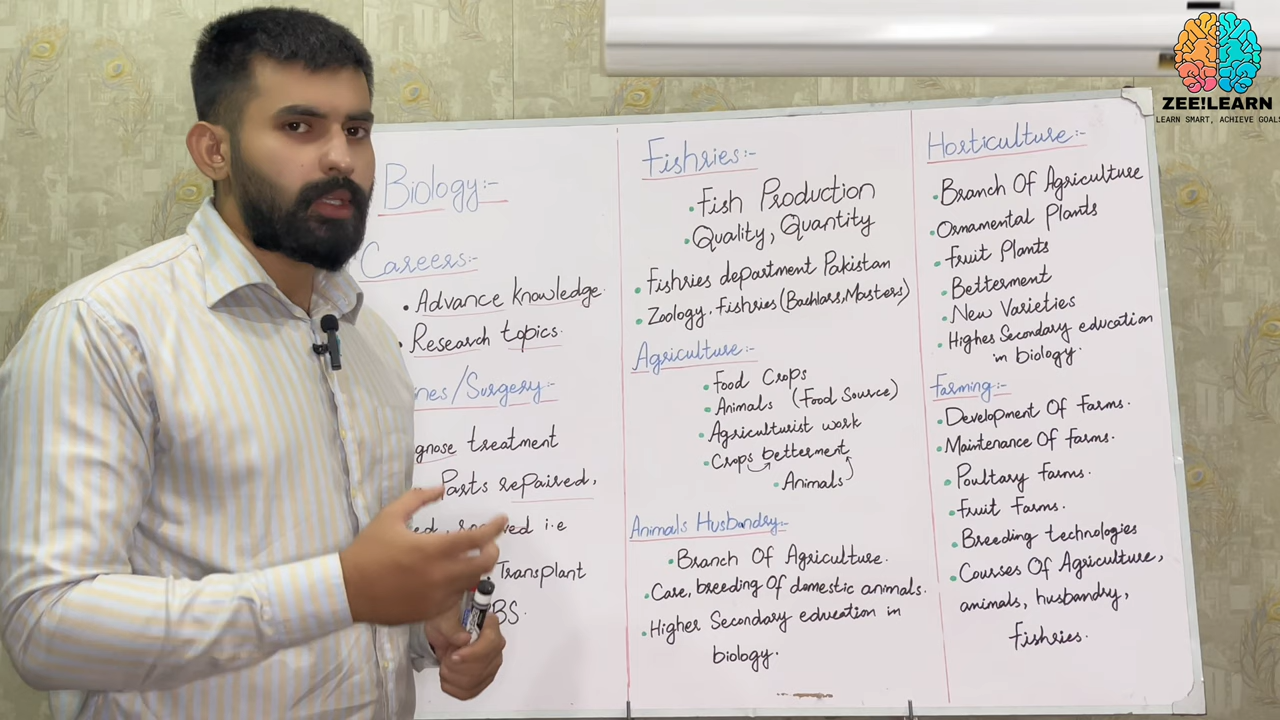 ZEE!LEARN
LEARN SMART, ACHIEVE GOALS
Biology:-
Careers:-
• Advance knowledge.
• Research topics.
ines/Surgery:-
gnose treatment
Parts repaired,
i.e
Transplant
BS.
Fishries:-
• Fish Production
• Quality, Quantity
• Fishries department Pakistan
• Zoology. Fishries (Bachlars, Masters)
Agriculture:-
• Food Crops
• Animals (Food Source)
• Agriculturist work
• Crops betterment
• Animals
Animals Husbandry:-
• Branch Of Agriculture.
• Care, breeding Of domestic animals.
• Higher Secondary education in
biology.
Horticulture:-
• Branch Of Agriculture
• Ornamental Plants
• Fruit Plants
• Betterment
• New Varieties
• Highes Secondary education
in biology.
Farming:-
• Development Of Farms.
• Maintenance Of Farms.
• Poultary Farms.
• Fruit Farms.
• Breeding technologies
• Courses Of Agriculture,
animals, husbandry,
Fishries.